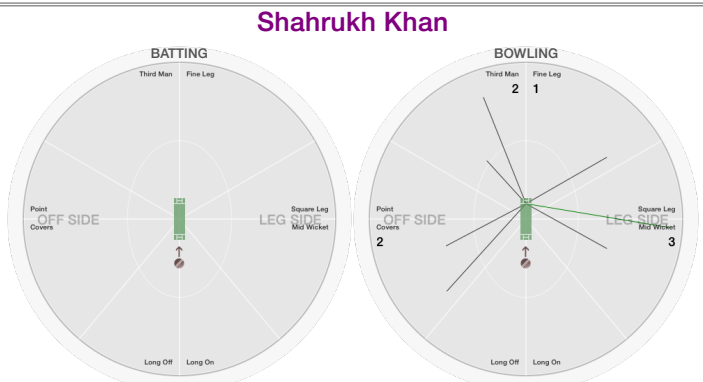 Shahrukh Khan
BATTING
Third Man
Fine Leg
Point
OFF SIDE
Covers
Square Leg
LEG SIDE
Mid Wicket
Long Off
Long On
BOWLING
Third Man
Fine Leg
2
1
Point
OFF SIDE
Covers
2
Square Leg
LEG SIDE
Mid Wicket
3
Long Off
Long On